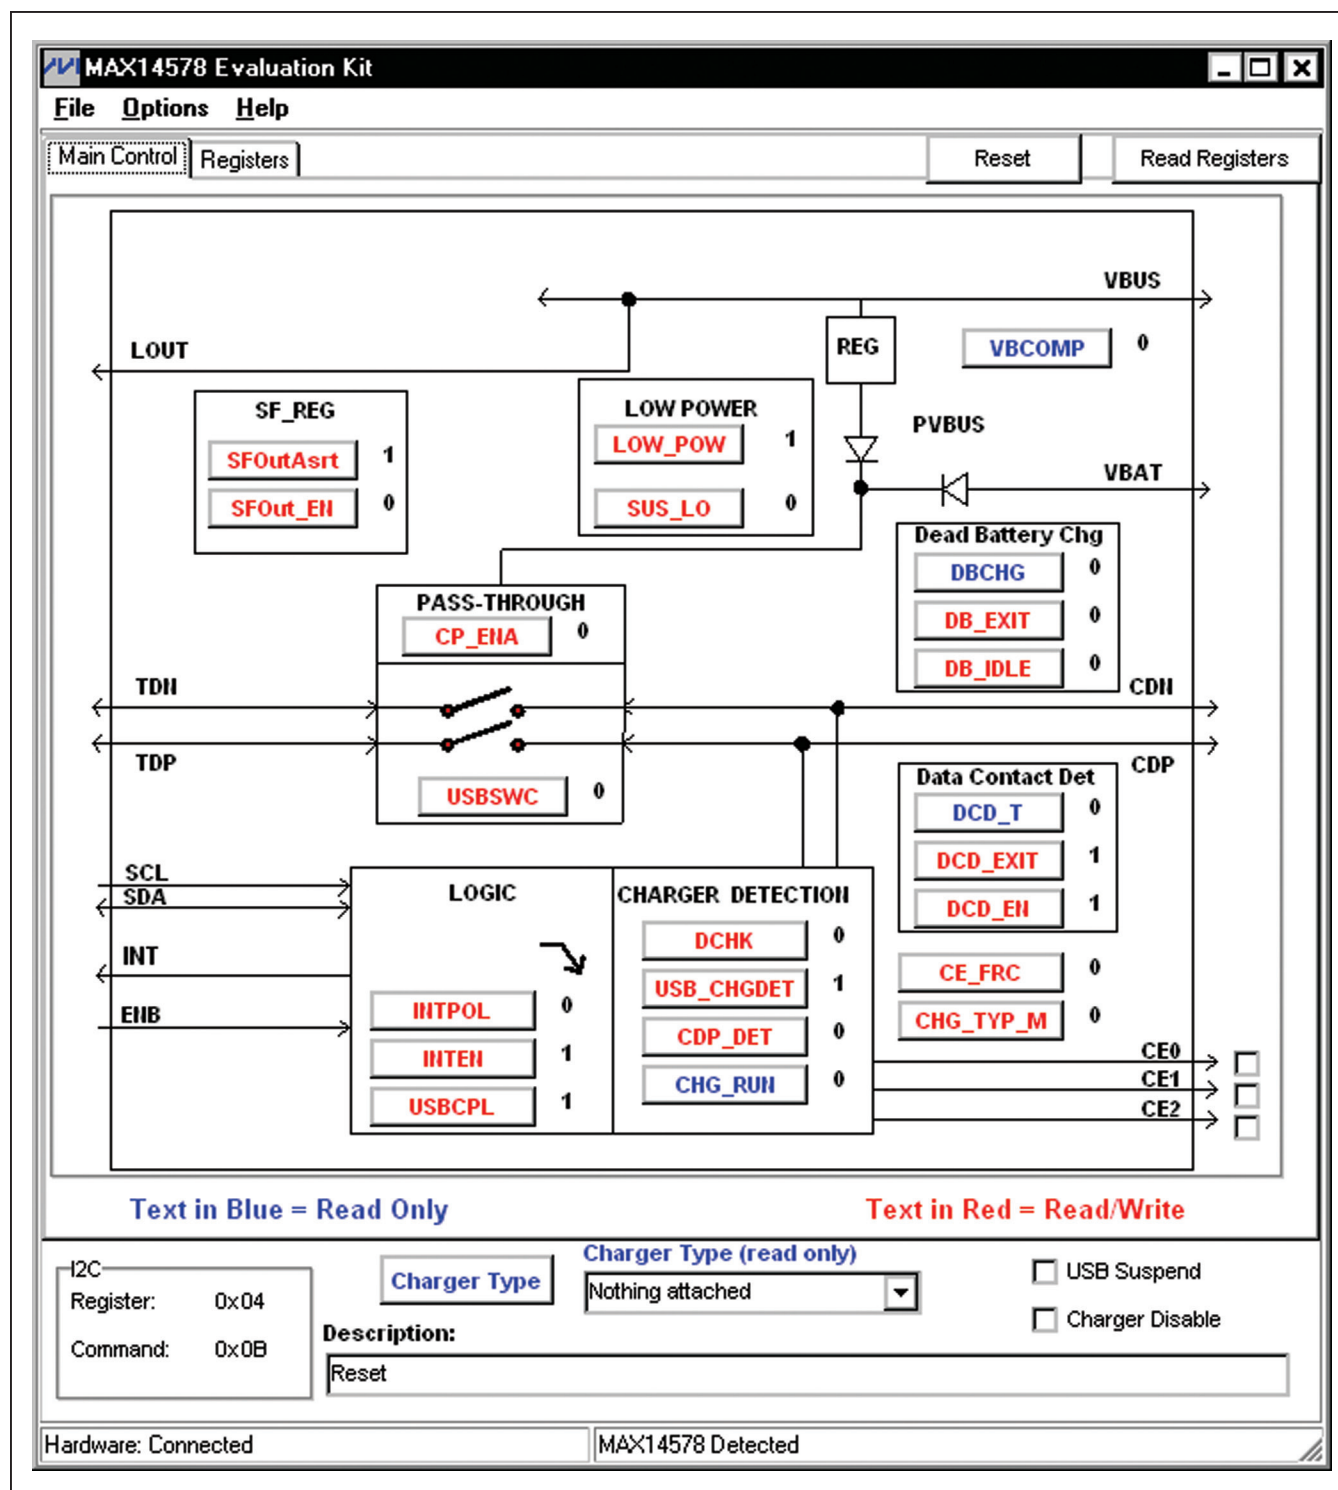 MAX14578 Evaluation Kit
File Options Help
Main Control Registers Reset Read Registers
VBUS
LOUT
REG
VBCOMP 0
SF_REG
SFOutAsrt 1
SFOut_EN 0
LOW POWER
LOW_POW 1
SUS_LO 0
PVBUS
VBAT
Dead Battery Chg
DBCHG 0
DB_EXIT 0
DB_IDLE 0
PASS-THROUGH
CP_ENA 0
TDN
CDN
TDP
CDP
USBSWC 0
Data Contact Det
DCD_T 0
DCD_EXIT 1
DCD_EN 1
SCL
SDA
INT
ENB
LOGIC
INTPOL 0
INTEN 1
USBCPL 1
CHARGER DETECTION
DCHK 0
USB_CHGDET 1
CDP_DET 0
CHG_RUN 0
CE_FRC 0
CHG_TYP_M 0
CE0
CE1
CE2
Text in Blue = Read Only
Text in Red = Read/Write
I2C
Register: 0x04
Command: 0x0B
Charger Type
Charger Type (read only)
Nothing attached
USB Suspend
Charger Disable
Description:
Reset
Hardware: Connected
MAX14578 Detected